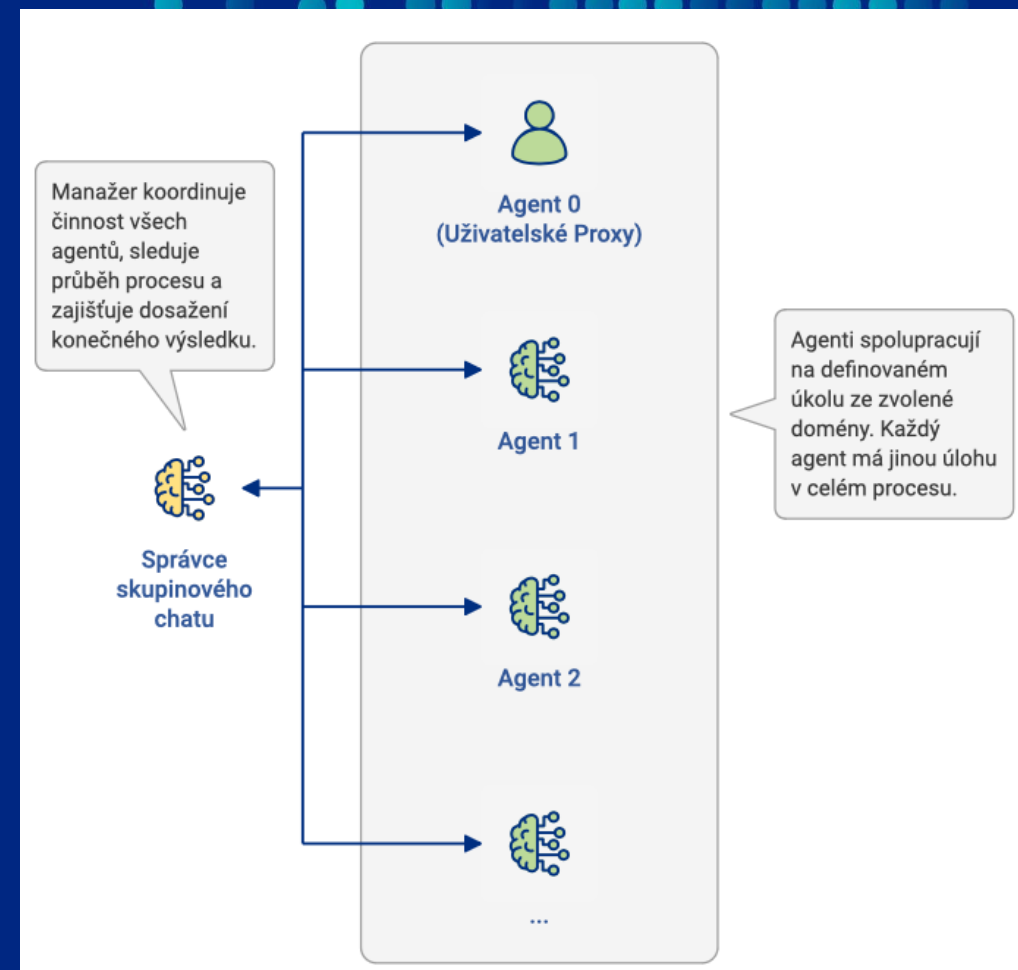 Manažer koordinuje
činnost všech
agentů, sleduje
průběh procesu a
zajišťuje dosažení
konečného výsledku.
Správce
skupinového
chatu
Agent 0
(Uživatelské Proxy)
Agent 1
Agent 2
...
Agenti spolupracují
na definovaném
úkolu ze zvolené
domény. Každý
agent má jinou úlohu
v celém procesu.